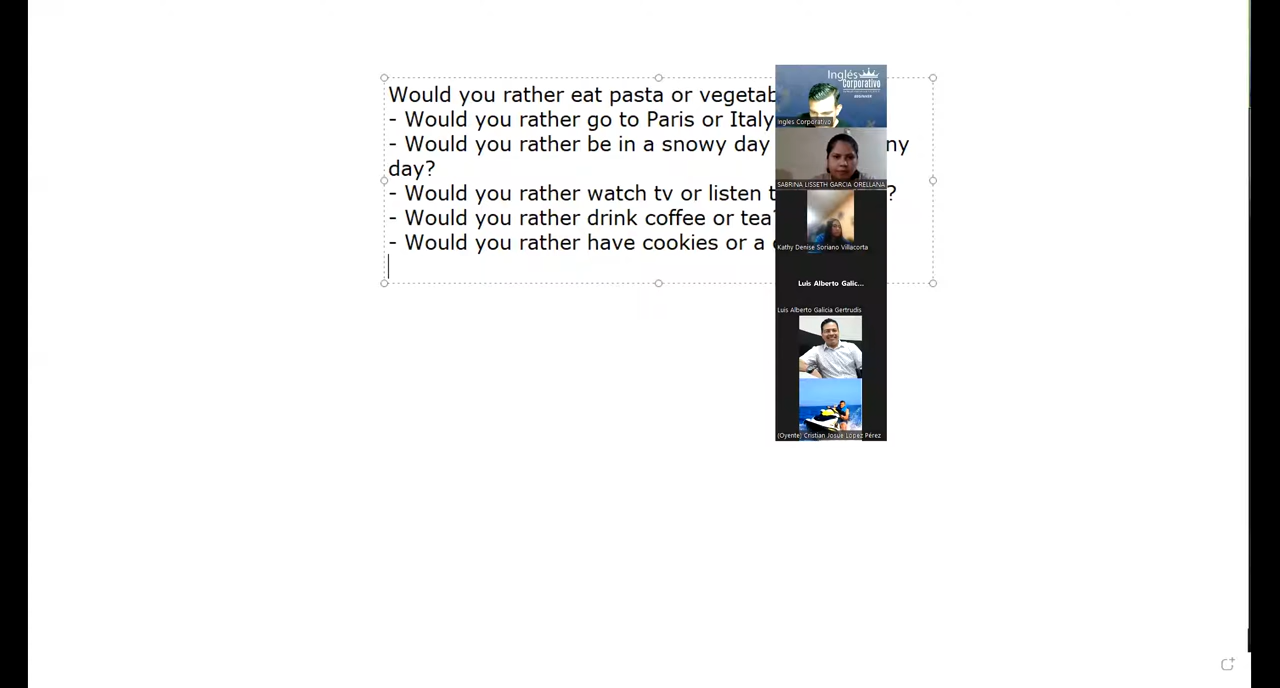 Would you rather eat pasta or vegetab
- Would you rather go to Paris or Italy
- Would you rather be in a snowy day ny
day?
- Would you rather watch tv or listen t ?
- Would you rather drink coffee or tea?
- Would you rather have cookies or a
Inglés
Corporativo
Ingles Corporativo
SABRINA LISSETH GARCIA ORELLANA
Kathy Denise Soriano Villacorta
Luis Alberto Galic...
Luis Alberto Galicia Gertrudis
(Oyente) Cristian Josue López Pérez